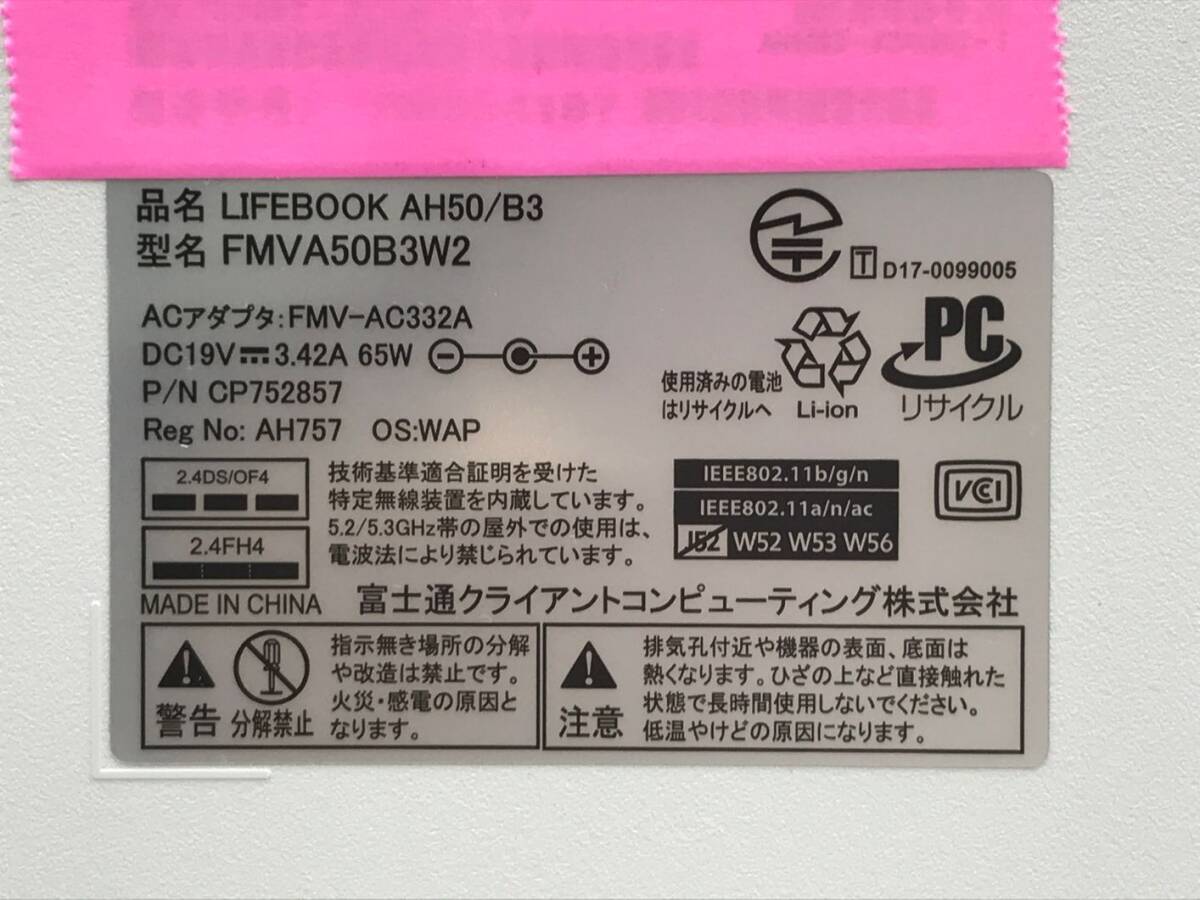 品名 LIFEBOOK AH50/B3
型名 FMVA50B3W2
T D17-0099005
ACアダプタ:FMV-AC332A
DC19V 3.42A 65W
P/N CP752857
Reg No: AH757 OS:WAP
使用済みの電池
はリサイクルへ
Li-ion
PC
リサイクル
2.4DS/OF4
2.4FH4
技術基準適合証明を受けた
特定無線装置を内蔵しています。
5.2/5.3GHz帯の屋外での使用は、
電波法により禁じられています。
IEEE802.11b/g/n
IEEE802.11a/n/ac
J52 W52 W53 W56
VCI
MADE IN CHINA
富士通クライアントコンピューティング株式会社
警告
分解禁止
指示無き場所の分解
や改造は禁止です。
火災・感電の原因と
なります。
注意
排気孔付近や機器の表面、底面は
熱くなります。ひざの上など直接触れた
状態で長時間使用しないでください。
低温やけどの原因になります。